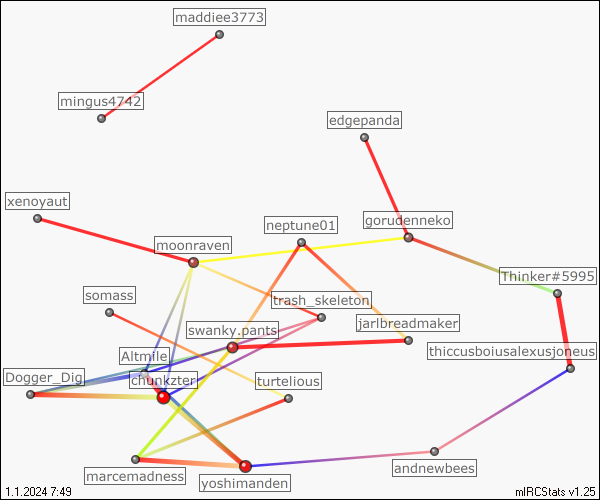 maddiee3773
mingus4742
edgepanda
xenoyaut
gorudenneko
neptune01
moonraven
Thinker#5995
somass
trash_skeleton
jarlbreadmaker
swanky.pants
thiccusboiusalexusjoneus
Altmile
Dogger_Dig
chunkzter
turtelious
andnewbees
marcemadness
yoshimanden
1.1.2024 7:49
mIRCStats v1.25